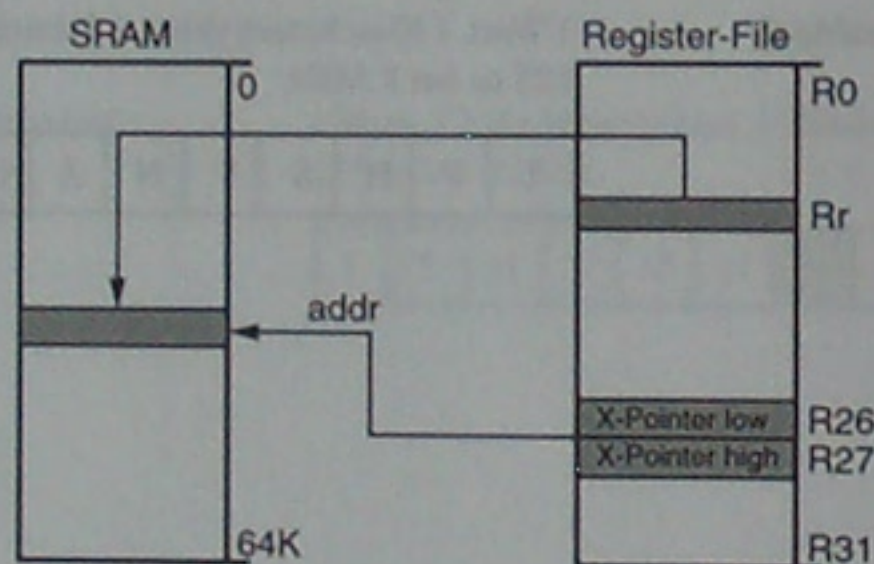 SRAM
Register-File
0
R0
Rr
addr
X-Pointer low
R26
X-Pointer high
R27
64K
R31